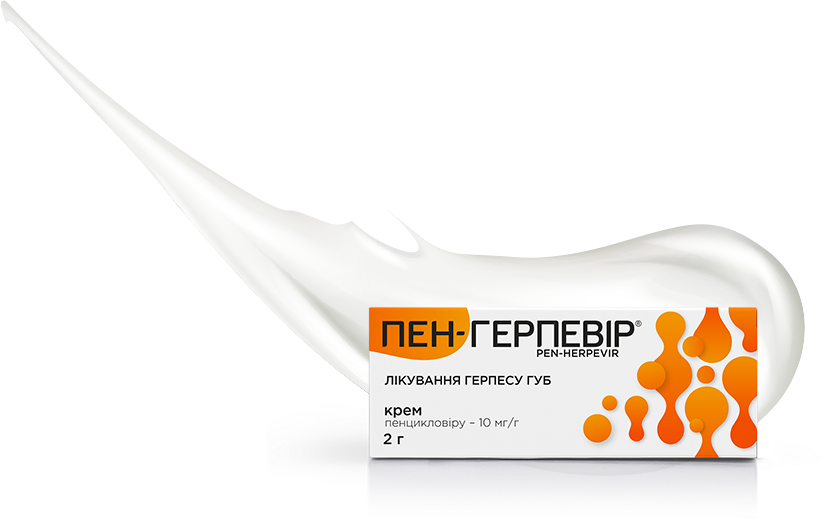 ПЕН-ГЕРПЕВІР®
PEN-HERPEVIR
ЛІКУВАННЯ ГЕРПЕСУ ГУБ
крем
пенцикловіру – 10 мг/г
2 г